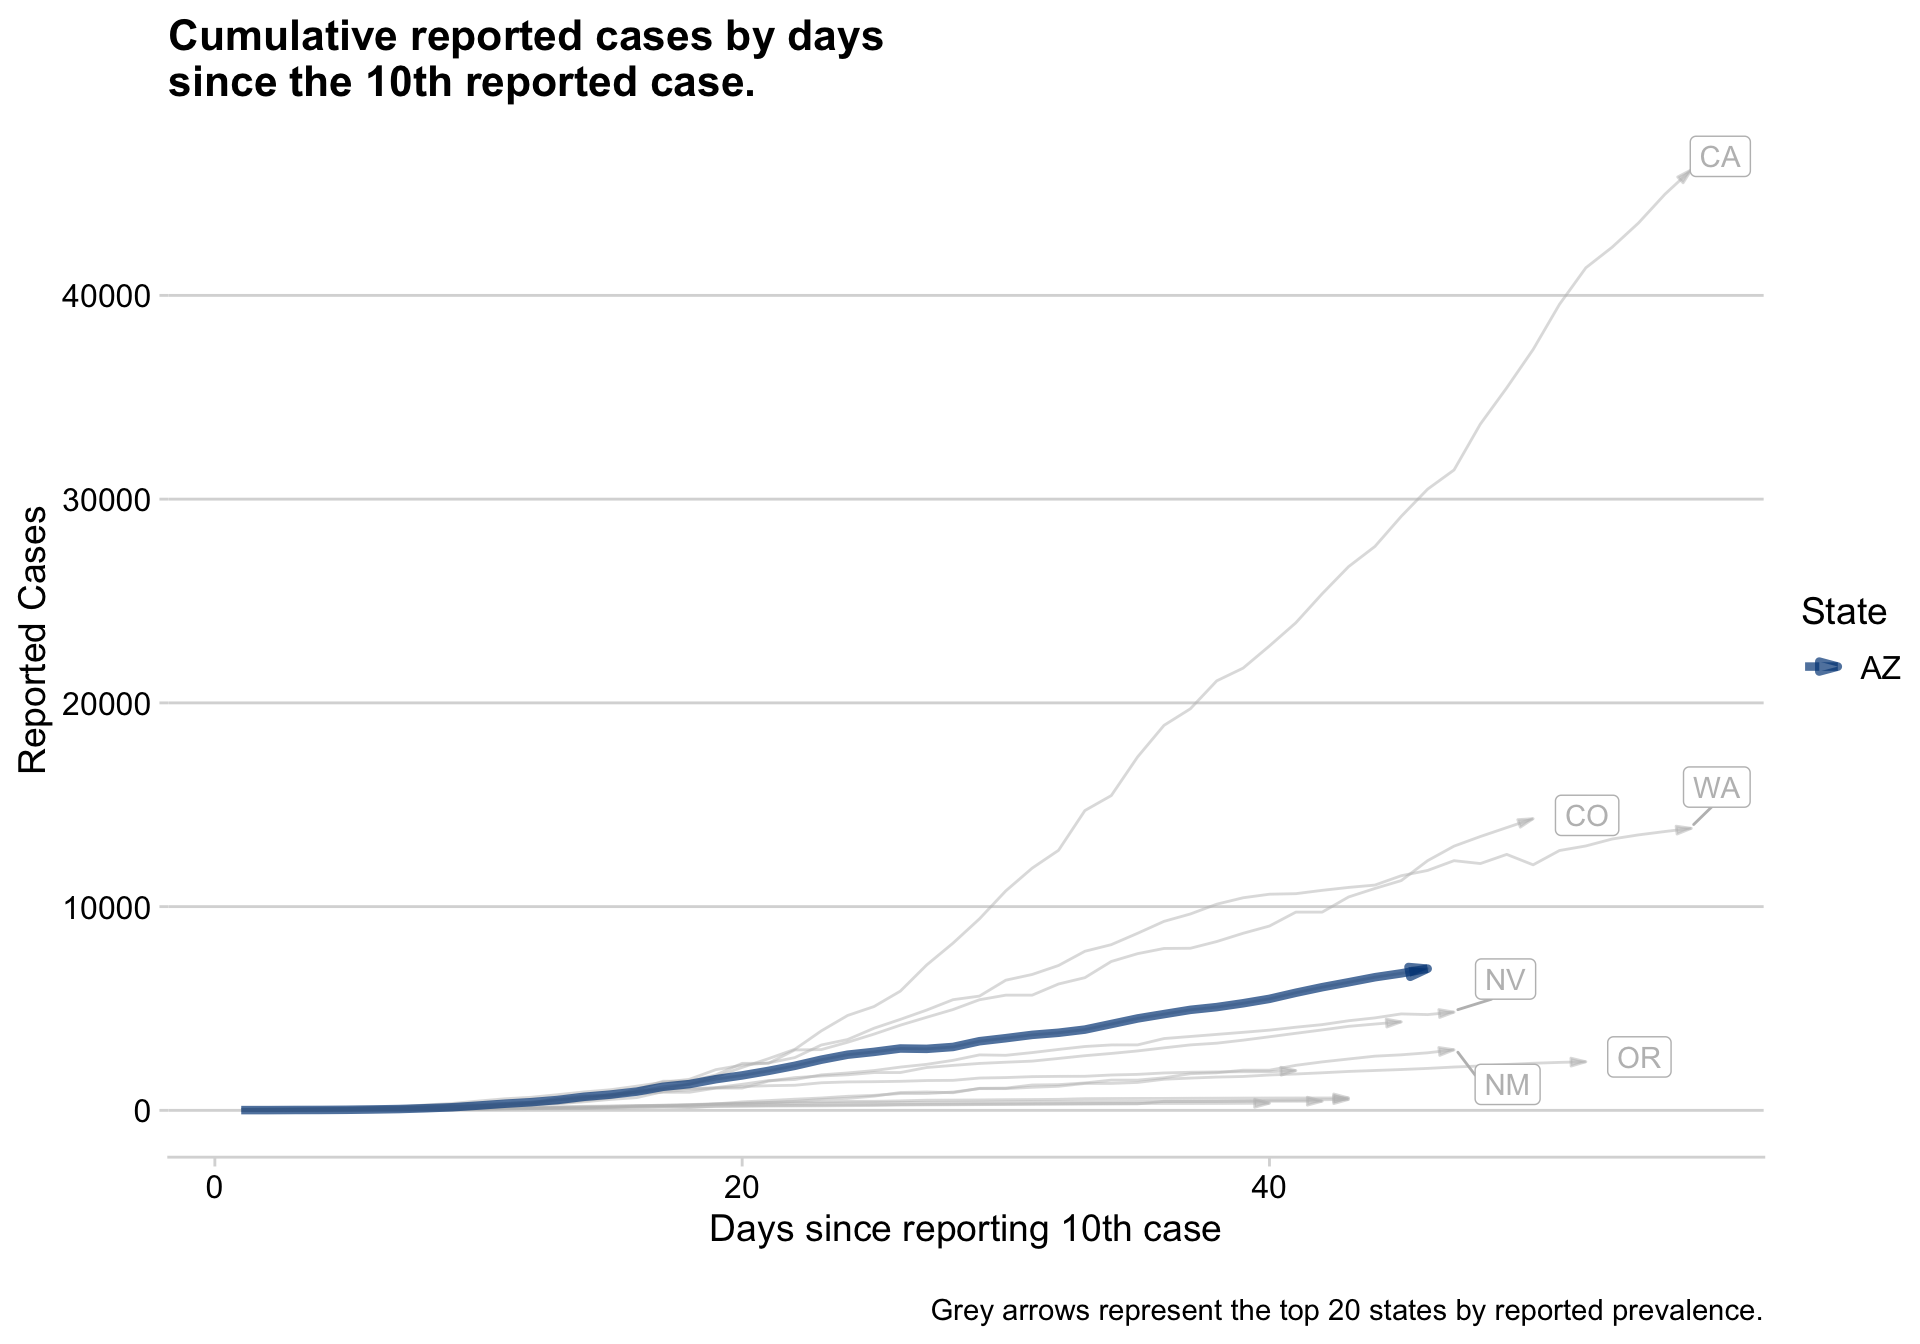 Cumulative reported cases by days
since the 10th reported case.
CA
40000
30000
Reported Cases
State
AZ
20000
WA
CO
10000
NV
OR
NM
0
0 20 40
Days since reporting 10th case
Grey arrows represent the top 20 states by reported prevalence.